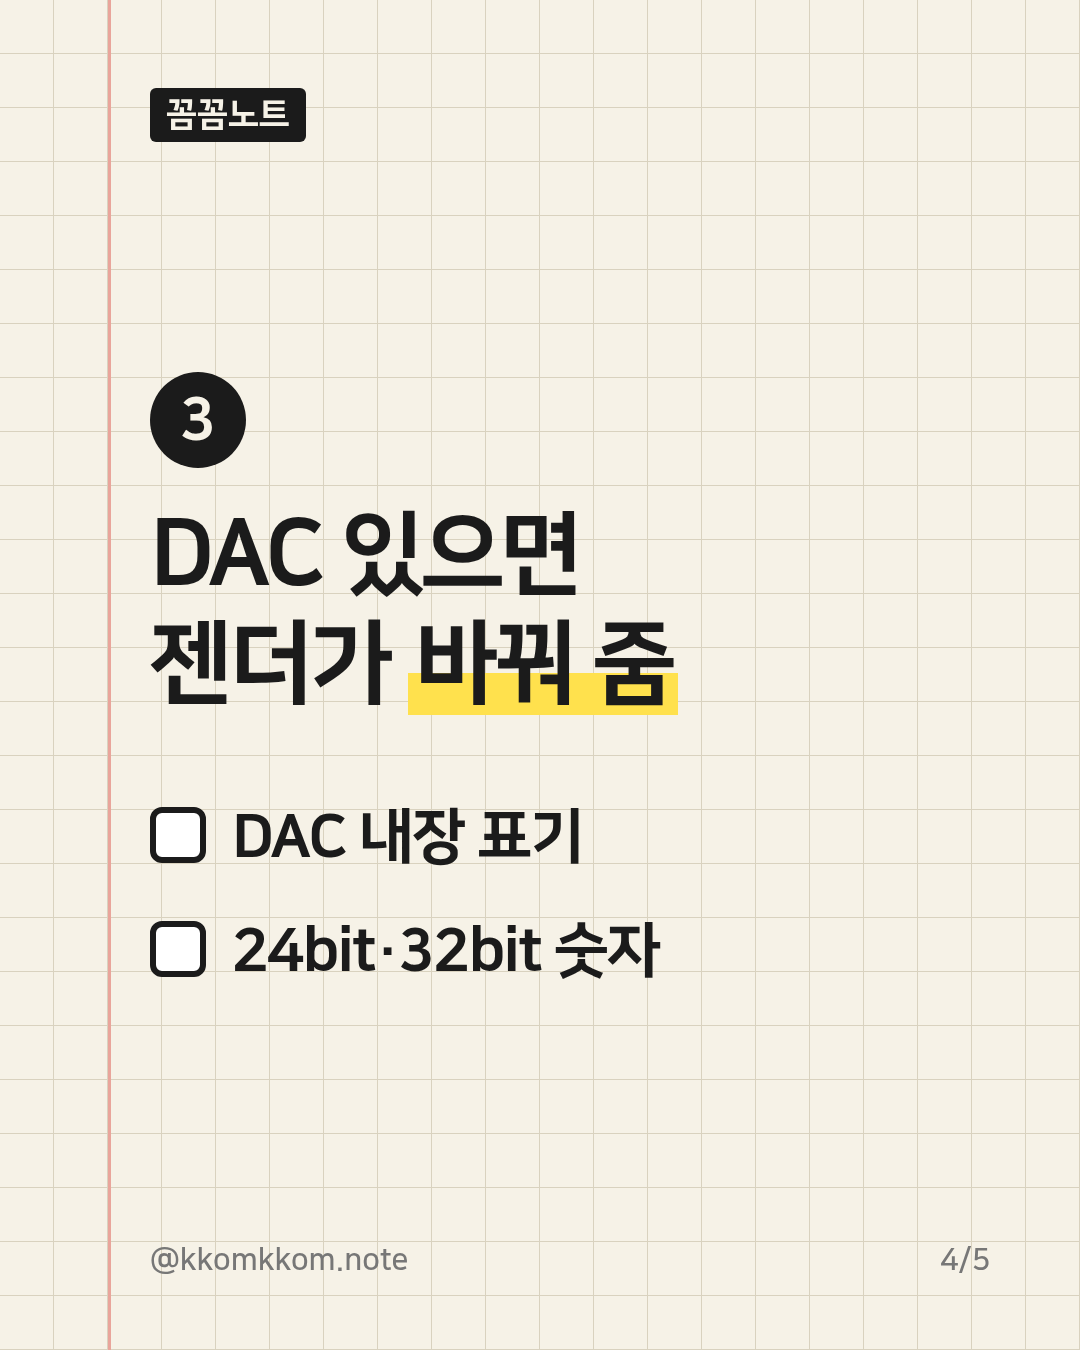 꼼꼼노트
3
DAC 있으면
젠더가 바꿔 줌
DAC 내장 표기
24bit·32bit 숫자
@kkomkkom.note
4/5